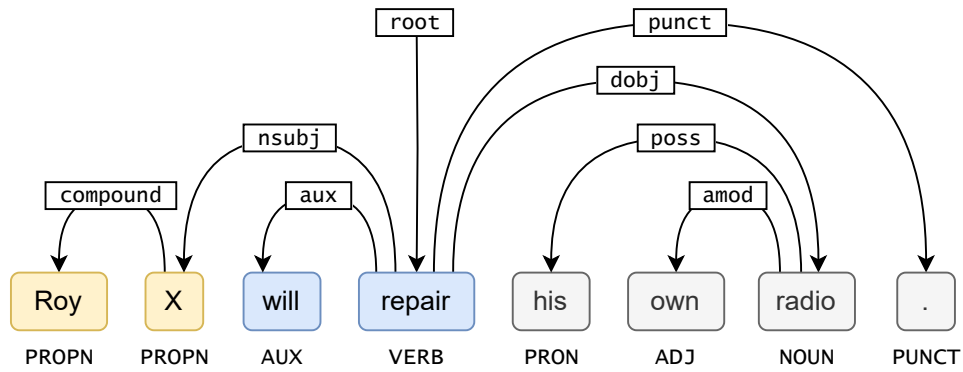 root
punct
dobj
nsubj
poss
compound
aux
amod
Roy X will repair his own radio .
PROPN PROPN AUX VERB PRON ADJ NOUN PUNCT